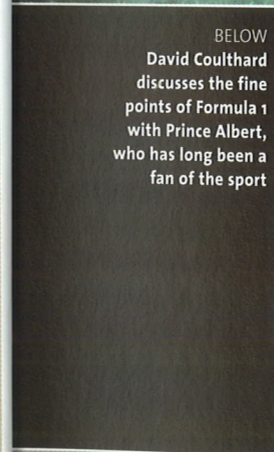 BELOW
David Coulthard
discusses the fine
points of Formula 1
with Prince Albert,
who has long been a
fan of the sport